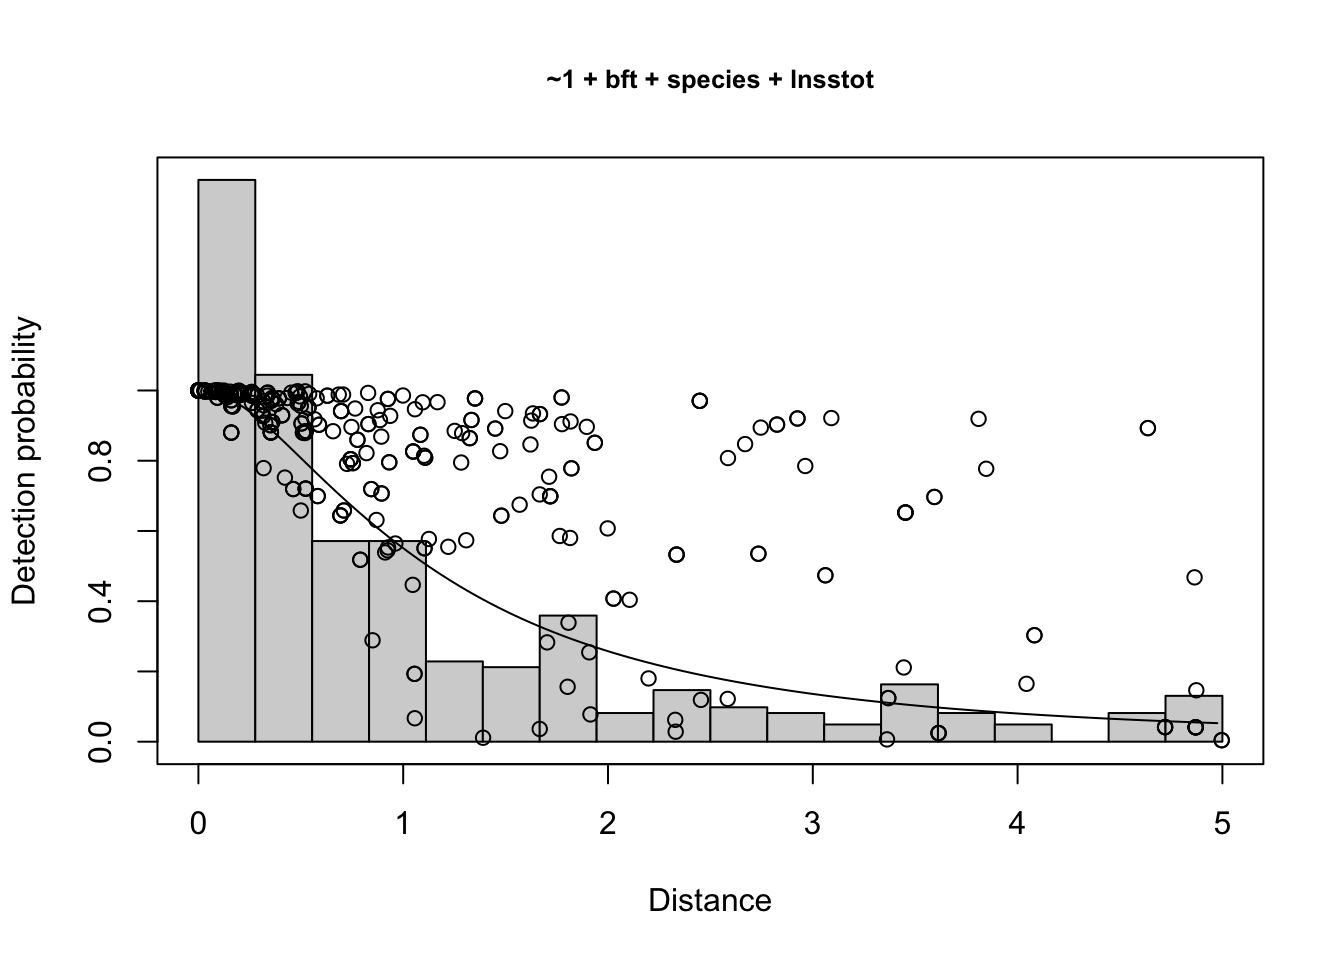 ~1 + bft + species + lnsstot
Detection probability
0.8
0.4
0.0
0 1 2 3 4 5
Distance